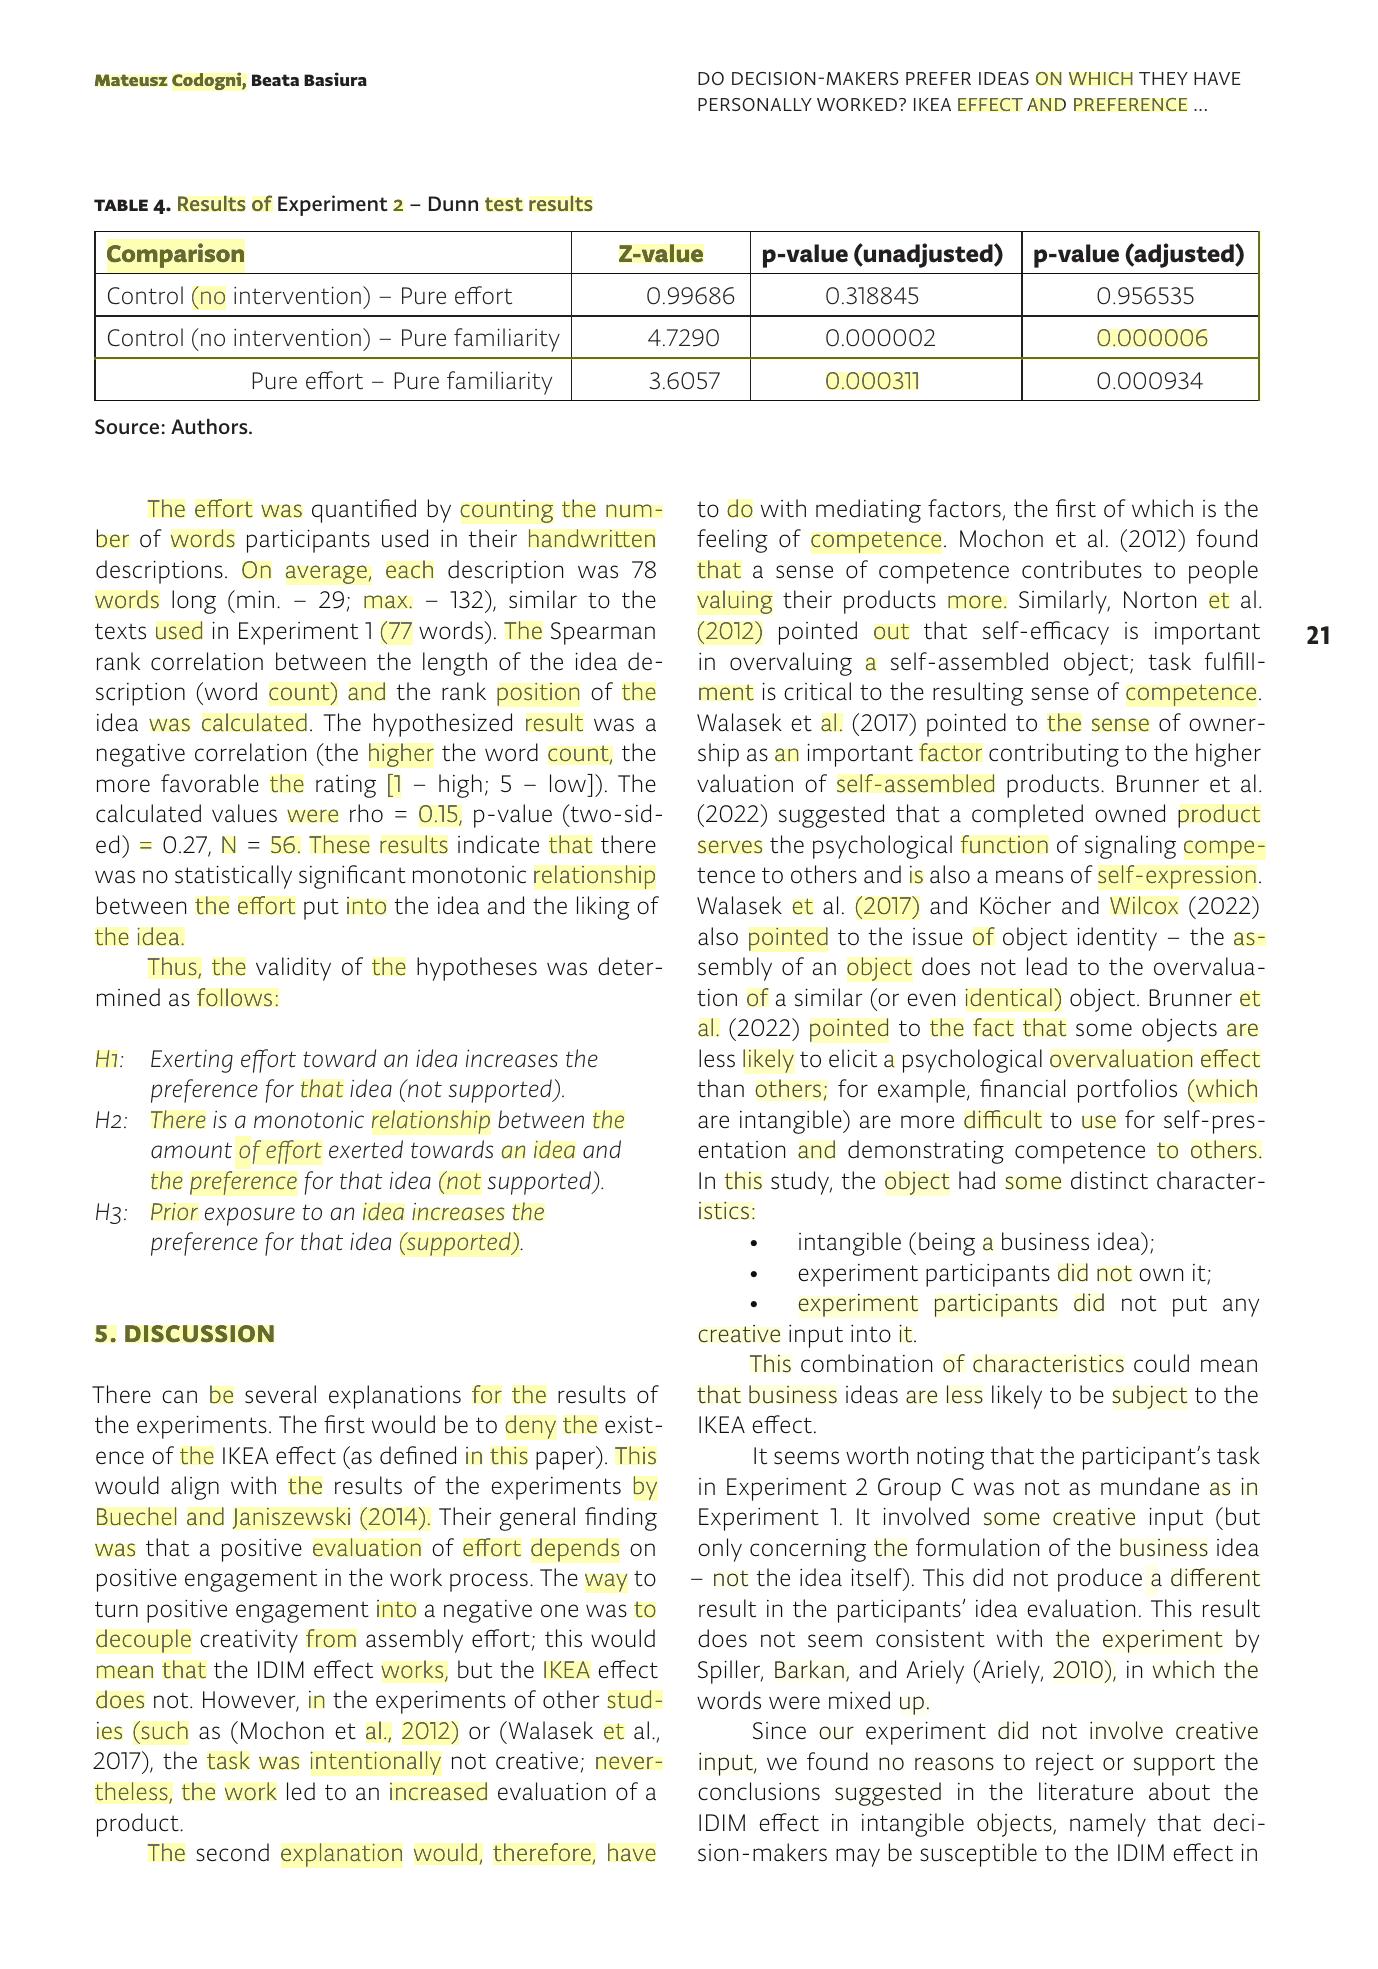 Mateusz Codogni, Beata Basiura
DO DECISION-MAKERS PREFER IDEAS ON WHICH THEY HAVE
PERSONALLY WORKED? IKEA EFFECT AND PREFERENCE ...
TABLE 4. Results of Experiment 2 – Dunn test results
Comparison Z-value p-value (unadjusted) p-value (adjusted)
Control (no intervention) – Pure effort 0.99686 0.318845 0.956535
Control (no intervention) – Pure familiarity 4.7290 0.000002 0.000006
Pure effort – Pure familiarity 3.6057 0.000311 0.000934
Source: Authors.
The effort was quantified by counting the num-
ber of words participants used in their handwritten
descriptions. On average, each description was 78
words long (min. – 29; max. – 132), similar to the
texts used in Experiment 1 (77 words). The Spearman
rank correlation between the length of the idea de-
scription (word count) and the rank position of the
idea was calculated. The hypothesized result was a
negative correlation (the higher the word count, the
more favorable the rating [1 – high; 5 – low]). The
calculated values were rho = 0.15, p-value (two-sid-
ed) = 0.27, N = 56. These results indicate that there
was no statistically significant monotonic relationship
between the effort put into the idea and the liking of
the idea.
Thus, the validity of the hypotheses was deter-
mined as follows:
H1: Exerting effort toward an idea increases the
preference for that idea (not supported).
H2: There is a monotonic relationship between the
amount of effort exerted towards an idea and
the preference for that idea (not supported).
H3: Prior exposure to an idea increases the
preference for that idea (supported).
5. DISCUSSION
There can be several explanations for the results of
the experiments. The first would be to deny the exist-
ence of the IKEA effect (as defined in this paper). This
would align with the results of the experiments by
Buechel and Janiszewski (2014). Their general finding
was that a positive evaluation of effort depends on
positive engagement in the work process. The way to
turn positive engagement into a negative one was to
decouple creativity from assembly effort; this would
mean that the IDIM effect works, but the IKEA effect
does not. However, in the experiments of other stud-
ies (such as (Mochon et al., 2012) or (Walasek et al.,
2017), the task was intentionally not creative; never-
theless, the work led to an increased evaluation of a
product.
The second explanation would, therefore, have
to do with mediating factors, the first of which is the
feeling of competence. Mochon et al. (2012) found
that a sense of competence contributes to people
valuing their products more. Similarly, Norton et al.
(2012) pointed out that self-efficacy is important
in overvaluing a self-assembled object; task fulfill-
ment is critical to the resulting sense of competence.
Walasek et al. (2017) pointed to the sense of owner-
ship as an important factor contributing to the higher
valuation of self-assembled products. Brunner et al.
(2022) suggested that a completed owned product
serves the psychological function of signaling compe-
tence to others and is also a means of self-expression.
Walasek et al. (2017) and Köcher and Wilcox (2022)
also pointed to the issue of object identity – the as-
sembly of an object does not lead to the overvalua-
tion of a similar (or even identical) object. Brunner et
al. (2022) pointed to the fact that some objects are
less likely to elicit a psychological overvaluation effect
than others; for example, financial portfolios (which
are intangible) are more difficult to use for self-pres-
entation and demonstrating competence to others.
In this study, the object had some distinct character-
istics:
• intangible (being a business idea);
• experiment participants did not own it;
• experiment participants did not put any
creative input into it.
This combination of characteristics could mean
that business ideas are less likely to be subject to the
IKEA effect.
It seems worth noting that the participant's task
in Experiment 2 Group C was not as mundane as in
Experiment 1. It involved some creative input (but
only concerning the formulation of the business idea
– not the idea itself). This did not produce a different
result in the participants' idea evaluation. This result
does not seem consistent with the experiment by
Spiller, Barkan, and Ariely (Ariely, 2010), in which the
words were mixed up.
Since our experiment did not involve creative
input, we found no reasons to reject or support the
conclusions suggested in the literature about the
IDIM effect in intangible objects, namely that deci-
sion-makers may be susceptible to the IDIM effect in
21